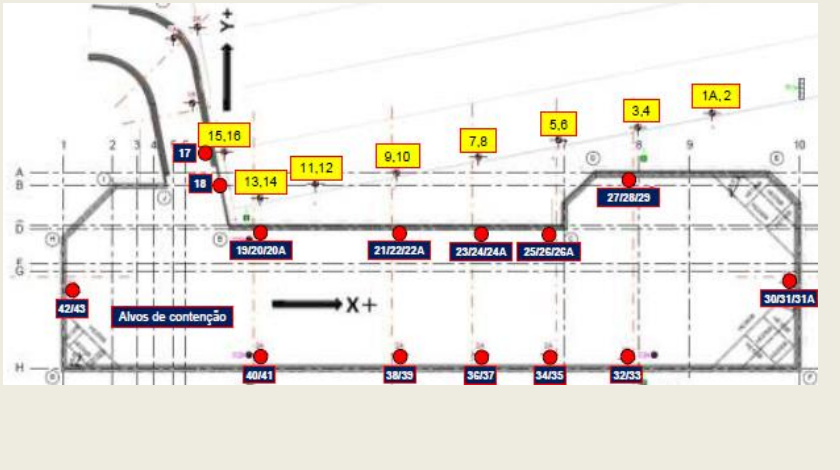 Y+
1A, 2
3,4
5,6
15,16
7,8
9,10
11,12
13,14
17
18
1
2
3
4
7
8
9
10
A
B
D
F
G
H
I
J
H
B
E
27/28/29
19/20/20A
21/22/22A
23/24/24A
25/26/26A
42/43
30/31/31A
Alvos de contenção
X+
40/41
38/39
36/37
34/35
32/33